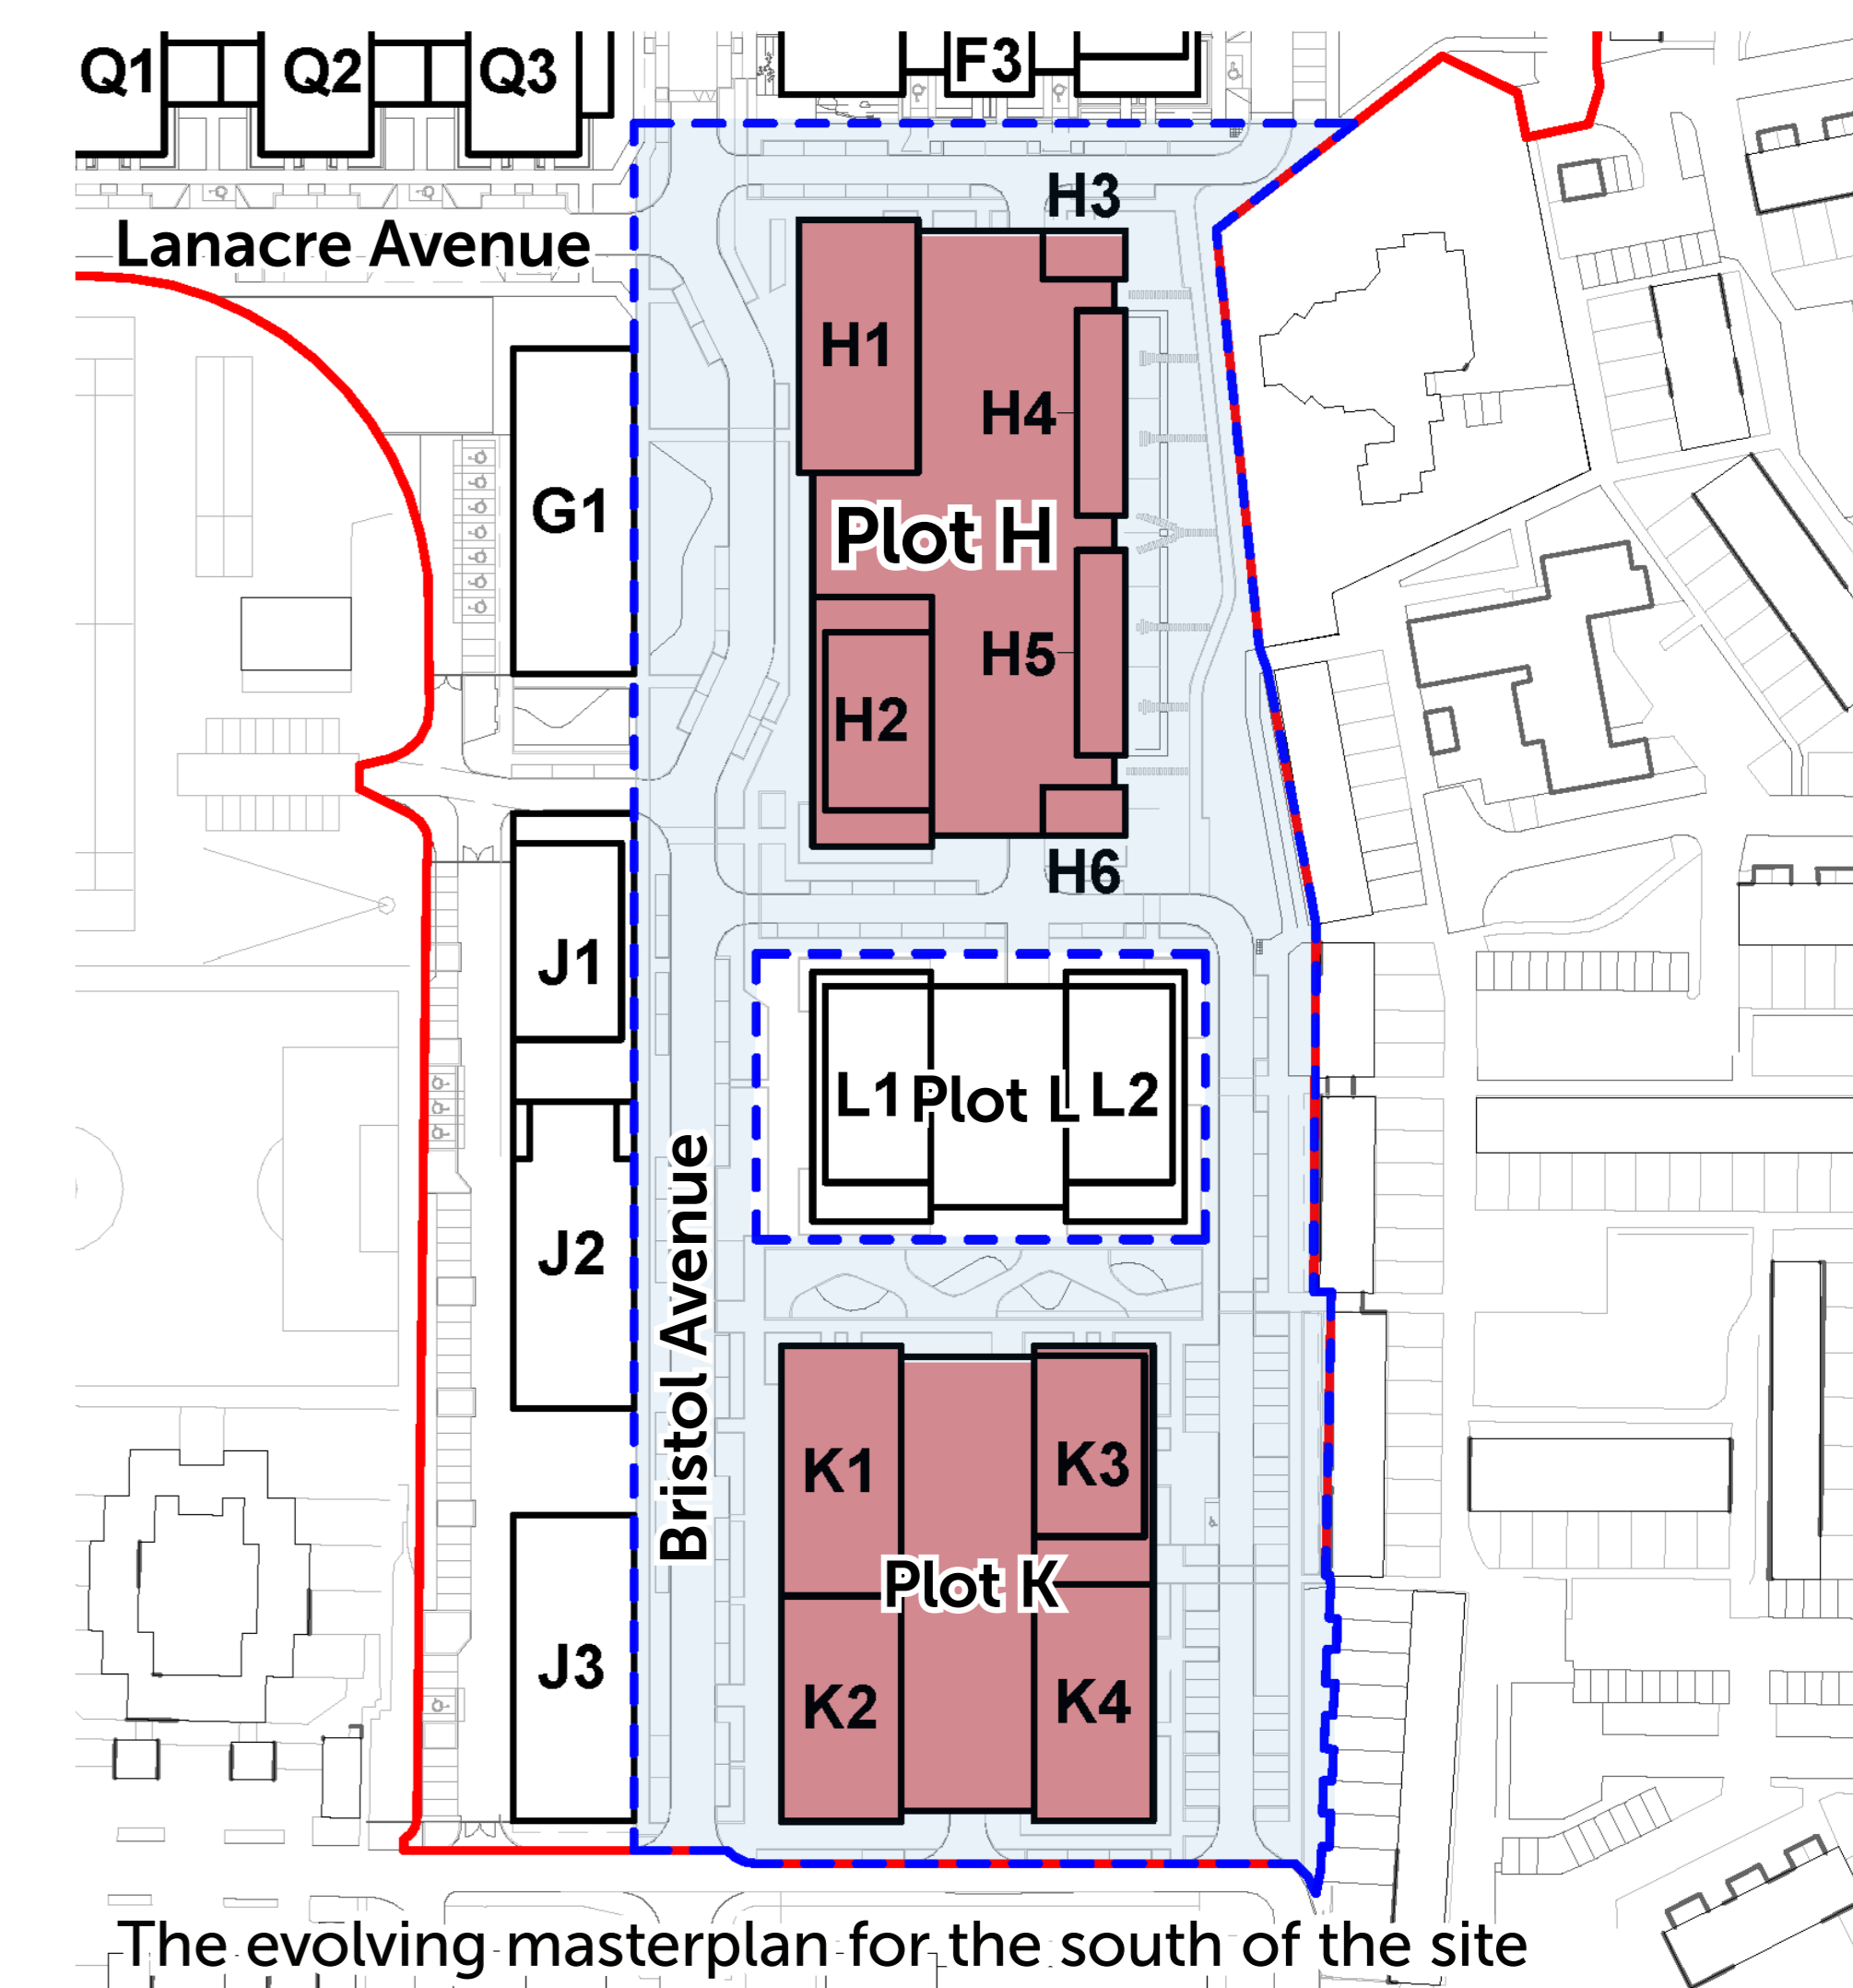 Q1
Q2
Q3
F3
Lanacre Avenue
H3
H1
H4
G1
Plot H
H5
H2
H6
J1
L1
Plot L
L2
J2
Bristol Avenue
K1
K3
Plot K
J3
K2
K4
The evolving masterplan for the south of the site